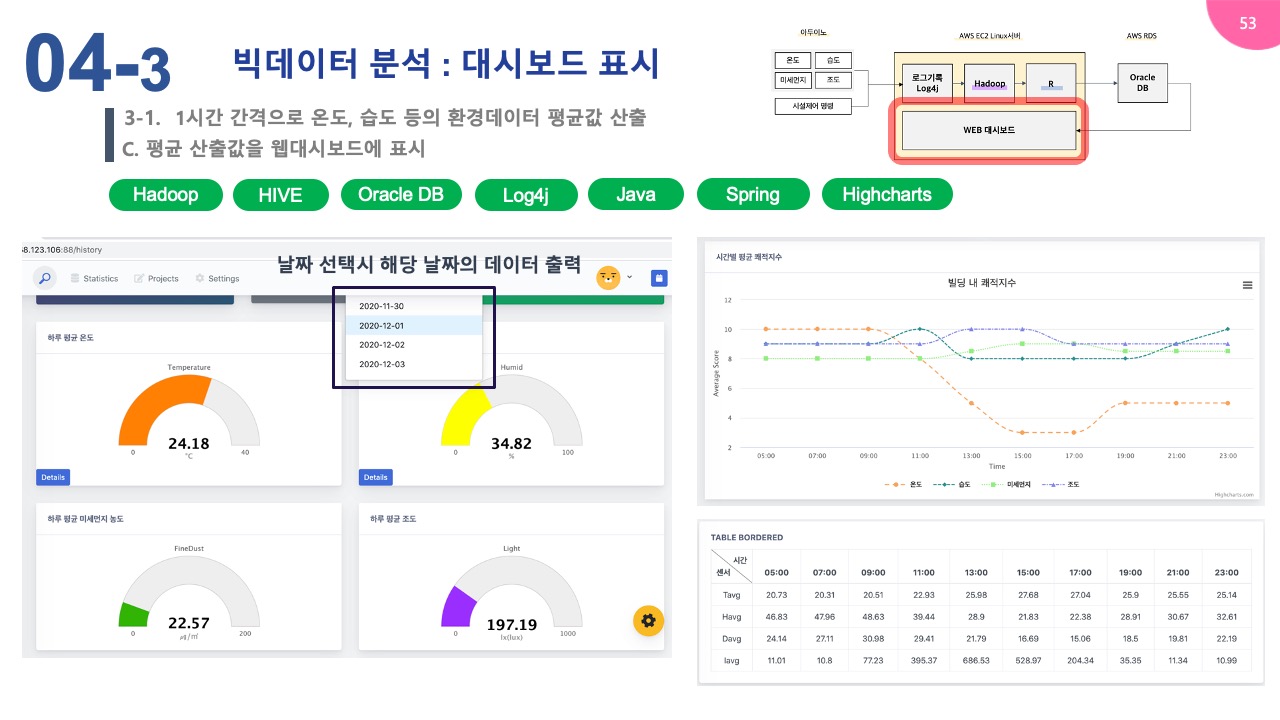 53
04-3 빅데이터 분석 : 대시보드 표시
3-1. 1시간 간격으로 온도, 습도 등의 환경데이터 평균값 산출
C. 평균 산출값을 웹대시보드에 표시
아두이노
온도 습도
미세먼지 조도
시설제어 명령
AWS EC2 Linux서버
로그기록
Log4j
Hadoop
R
WEB 대시보드
AWS RDS
Oracle
DB
Hadoop HIVE Oracle DB Log4j Java Spring Highcharts
8.123.106:88/history
Statistics Projects Settings
날짜 선택시 해당 날짜의 데이터 출력
2020-11-30
2020-12-01
2020-12-02
2020-12-03
하루 평균 온도
Temperature
24.18
°C
0 40
Details
Humid
34.82
%
0 100
Details
하루 평균 미세먼지 농도
FineDust
22.57
㎍/㎥
0 200
하루 평균 조도
Light
197.19
lx(lux)
0 1000
시간별 평균 쾌적지수
빌딩 내 쾌적지수
Average Score
12
10
8
6
4
2
05:00 07:00 09:00 11:00 13:00 15:00 17:00 19:00 21:00 23:00
Time
온도 습도 미세먼지 조도
Highcharts.com
TABLE BORDERED
시간
센서 05:00 07:00 09:00 11:00 13:00 15:00 17:00 19:00 21:00 23:00
Tavg 20.73 20.31 20.51 22.93 25.98 27.68 27.04 25.9 25.55 25.14
Havg 46.83 47.96 48.63 39.44 28.9 21.83 22.38 28.91 30.67 32.61
Davg 24.14 27.11 30.98 29.41 21.79 16.69 15.06 18.5 19.81 22.19
Iavg 11.01 10.8 77.23 395.37 686.53 528.97 204.34 35.35 11.34 10.99